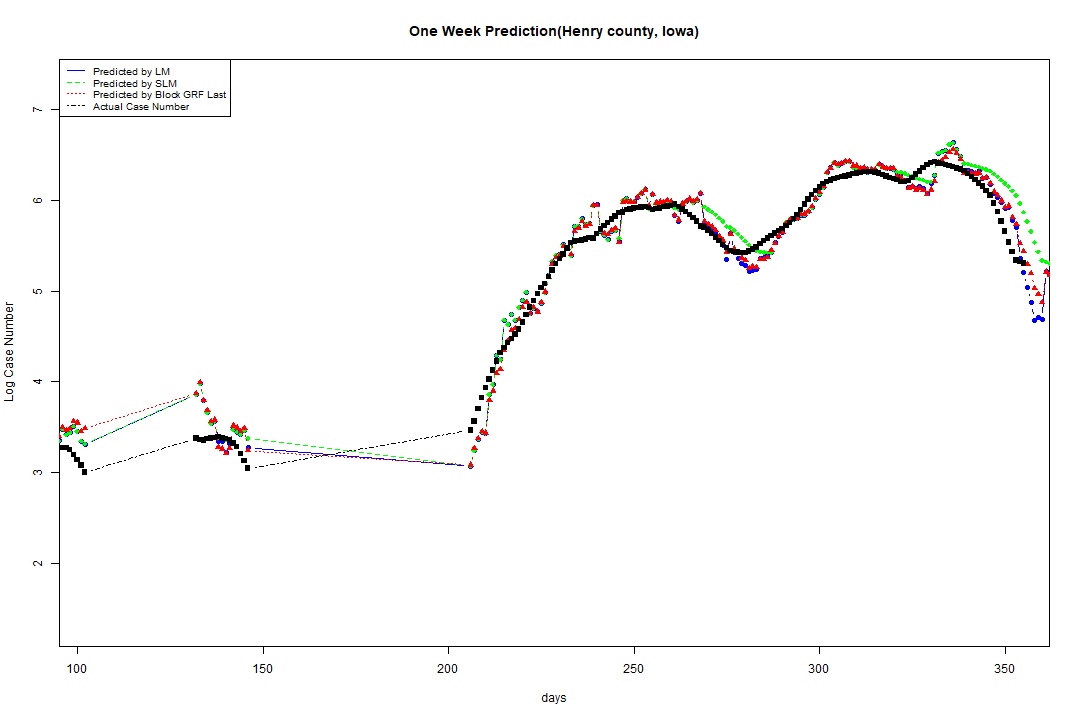 One Week Prediction(Henry county, Iowa)
Predicted by LM
Predicted by SLM
Predicted by Block GRF Last
Actual Case Number
7
6
5
4
3
2
Log Case Number
100 150 200 250 300 350
days